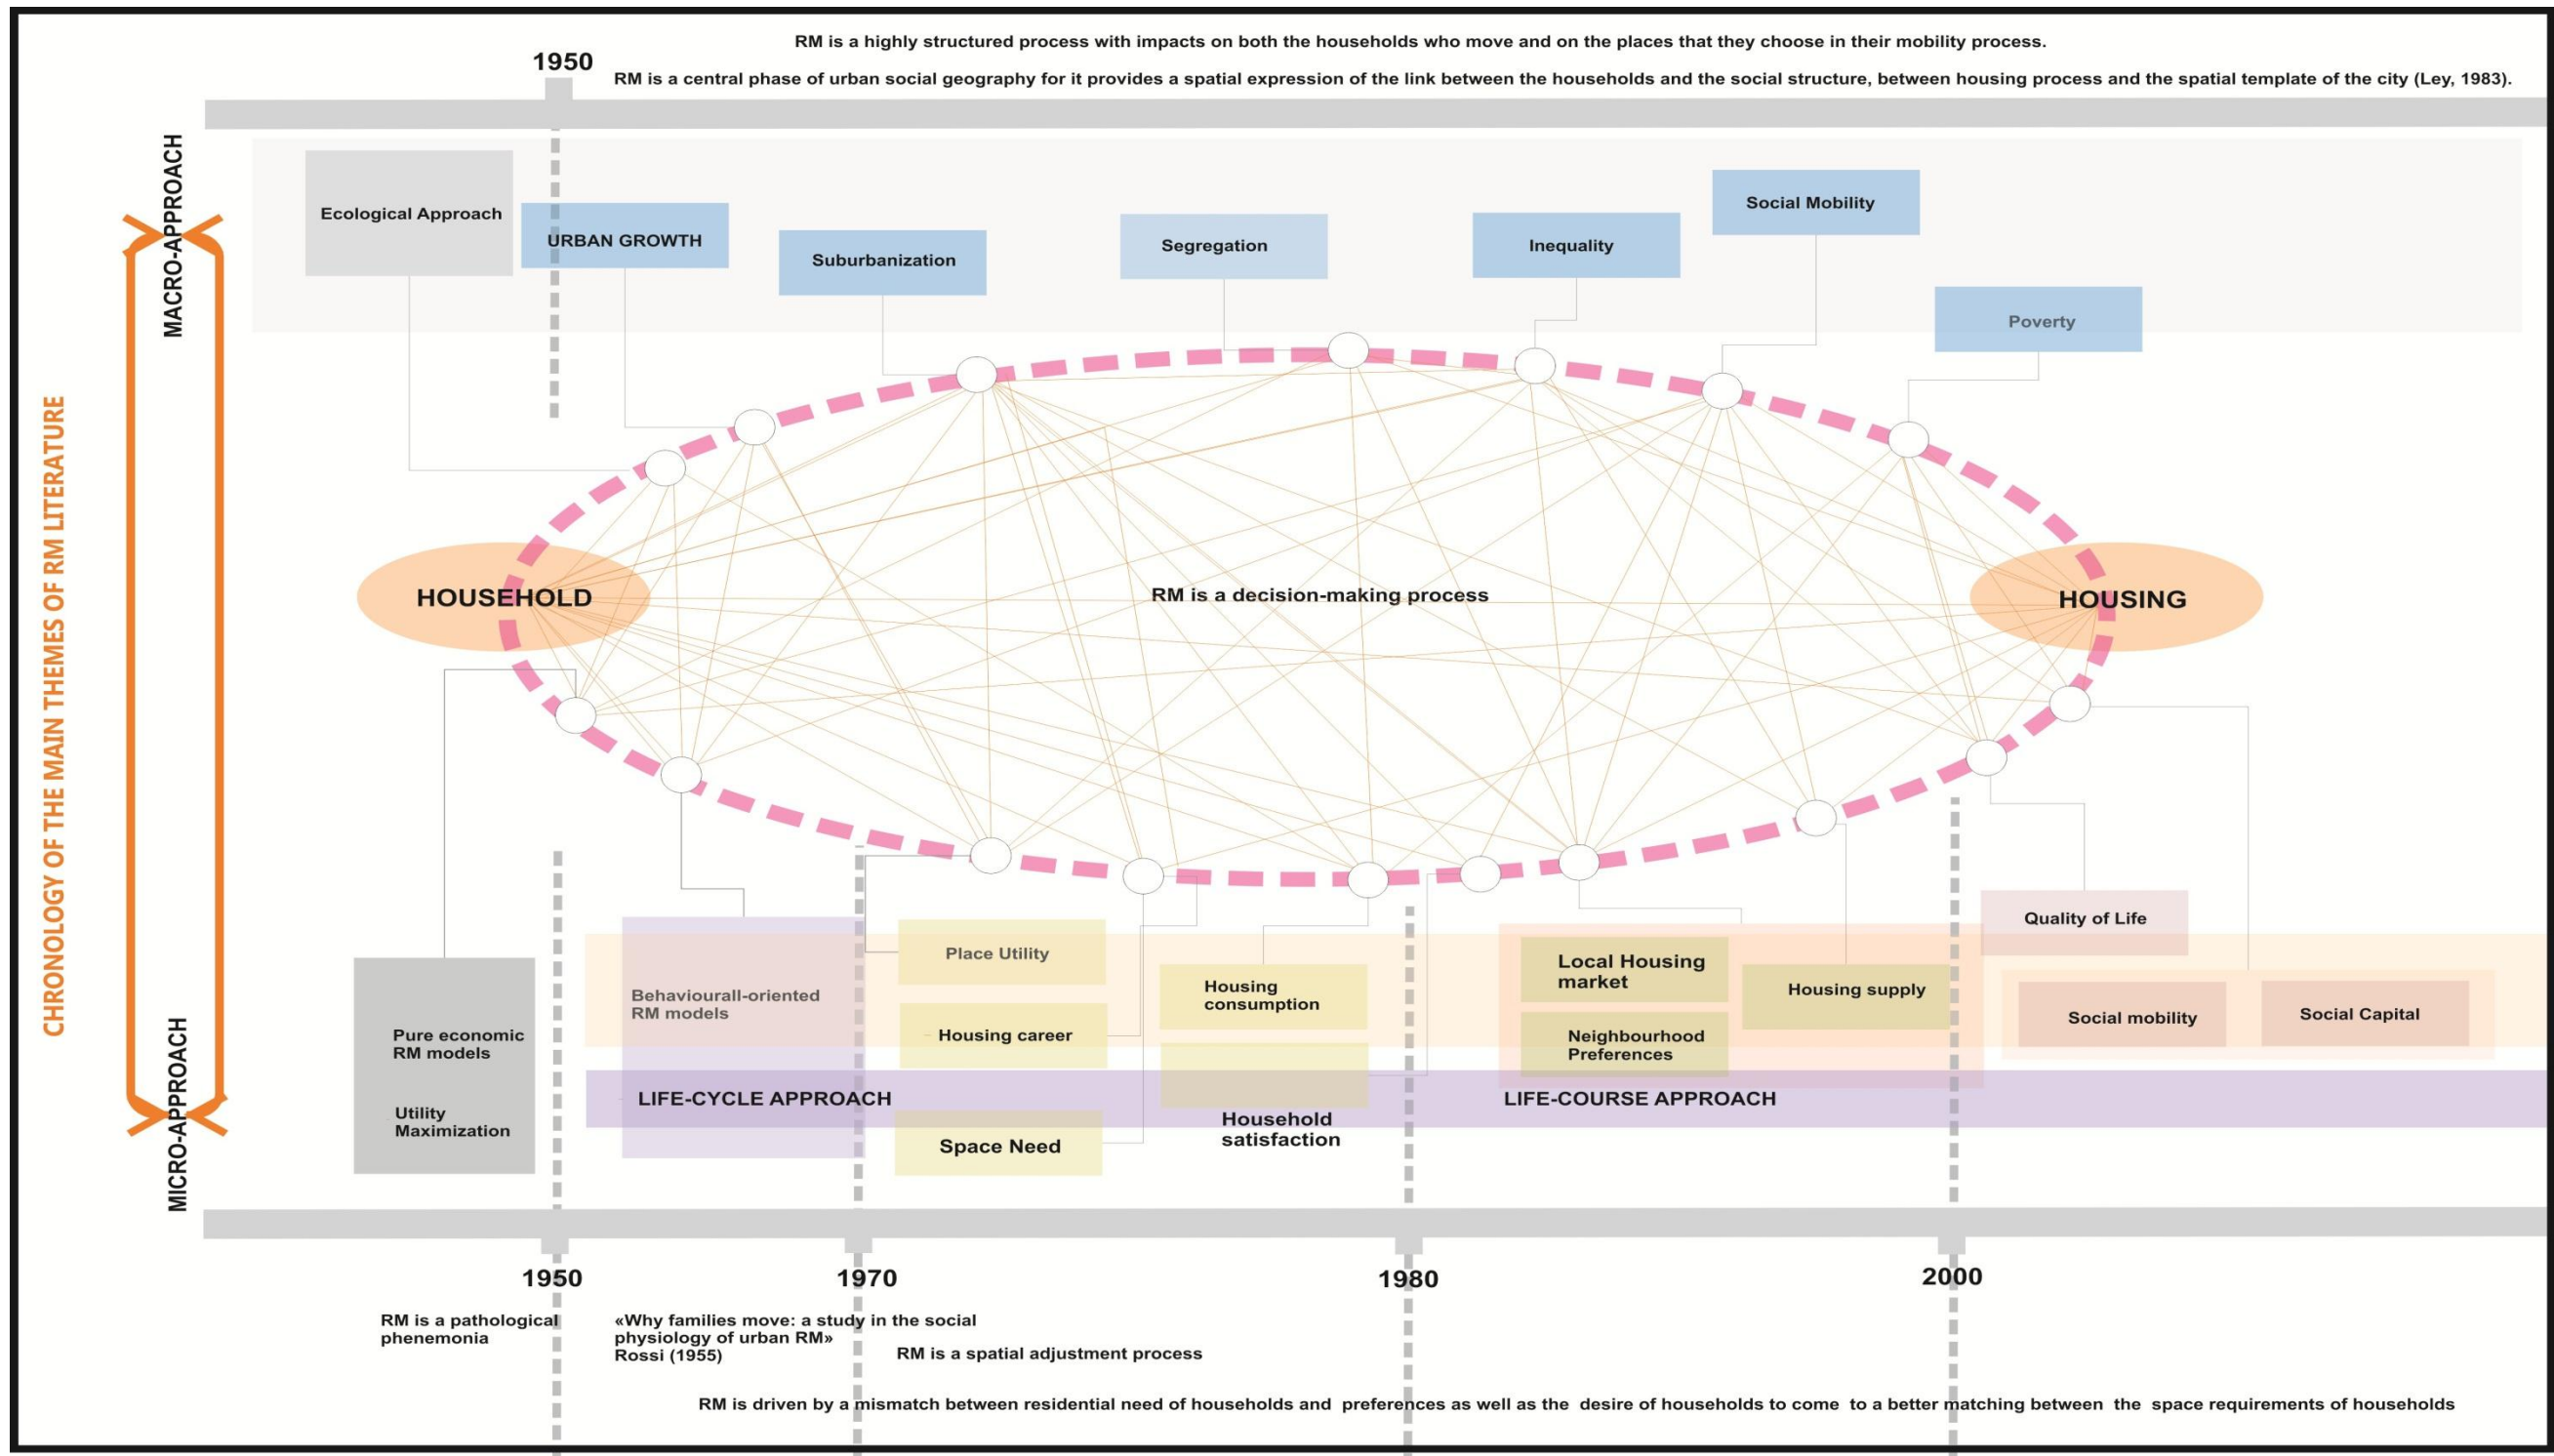 RM is a highly structured process with impacts on both the households who move and on the places that they choose in their mobility process.
1950
RM is a central phase of urban social geography for it provides a spatial expression of the link between the households and the social structure, between housing process and the spatial template of the city (Ley, 1983).
CHRONOLOGY OF THE MAIN THEMES OF RM LITERATURE
MACRO-APPROACH
MICRO-APPROACH
Ecological Approach
URBAN GROWTH
Suburbanization
Segregation
Inequality
Social Mobility
Poverty
HOUSEHOLD
RM is a decision-making process
HOUSING
Pure economic
RM models
Utility
Maximization
Behaviourall-oriented
RM models
LIFE-CYCLE APPROACH
Place Utility
Housing career
Space Need
Housing
consumption
Household
satisfaction
Local Housing
market
Neighbourhood
Preferences
Housing supply
LIFE-COURSE APPROACH
Quality of Life
Social mobility
Social Capital
1950
1970
1980
2000
RM is a pathological
phenemonia
«Why families move: a study in the social
physiology of urban RM»
Rossi (1955)
RM is a spatial adjustment process
RM is driven by a mismatch between residential need of households and preferences as well as the desire of households to come to a better matching between the space requirements of households